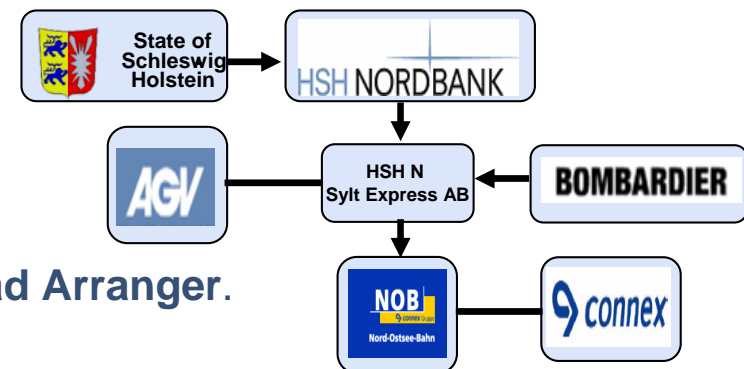 State of
Schleswig
Holstein
HSH NORDBANK
AGV
HSH N
Sylt Express AB
BOMBARDIER
ad Arranger.
NOB
connex
Nord-Ostsee-Bahn
connex